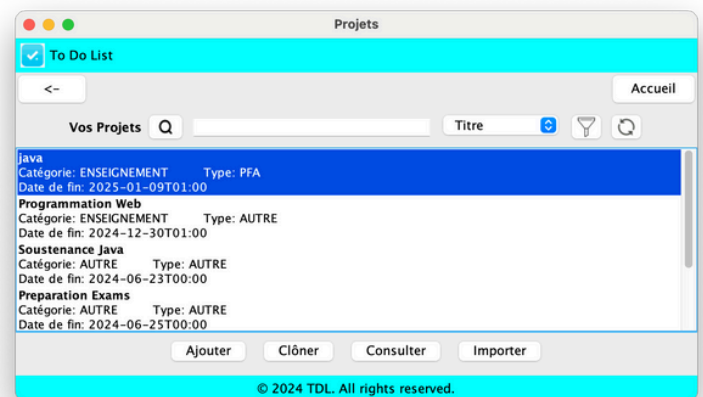 Projets
To Do List
<- Accueil
Vos Projets Titre
java
Catégorie: ENSEIGNEMENT Type: PFA
Date de fin: 2025-01-09T01:00
Programmation Web
Catégorie: ENSEIGNEMENT Type: AUTRE
Date de fin: 2024-12-30T01:00
Soustenance Java
Catégorie: AUTRE Type: AUTRE
Date de fin: 2024-06-23T00:00
Preparation Exams
Catégorie: AUTRE Type: AUTRE
Date de fin: 2024-06-25T00:00
Ajouter Clôner Consulter Importer
© 2024 TDL. All rights reserved.